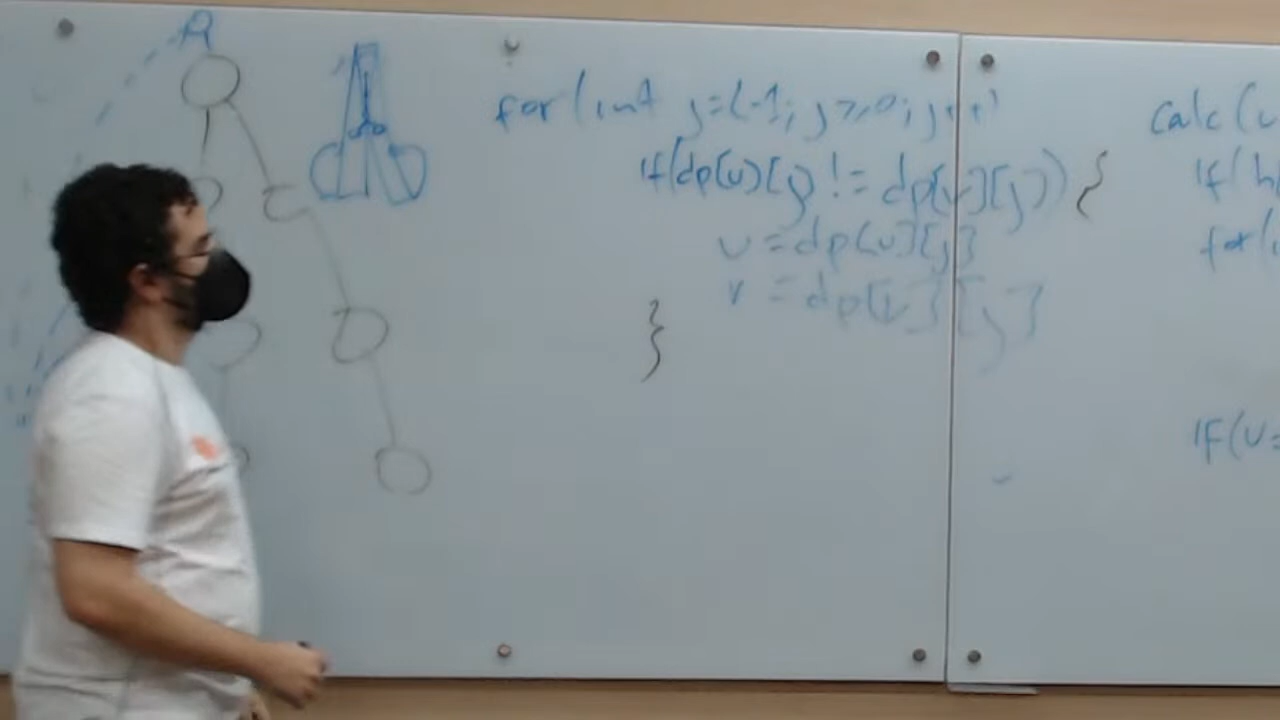 R
for(int j=L-1; j>=0; j++)
if(dp[u][j] != dp[v][j]) {
u = dp[u][j]
v = dp[v][j]
}
calc(u
if(h
for(
if(u=